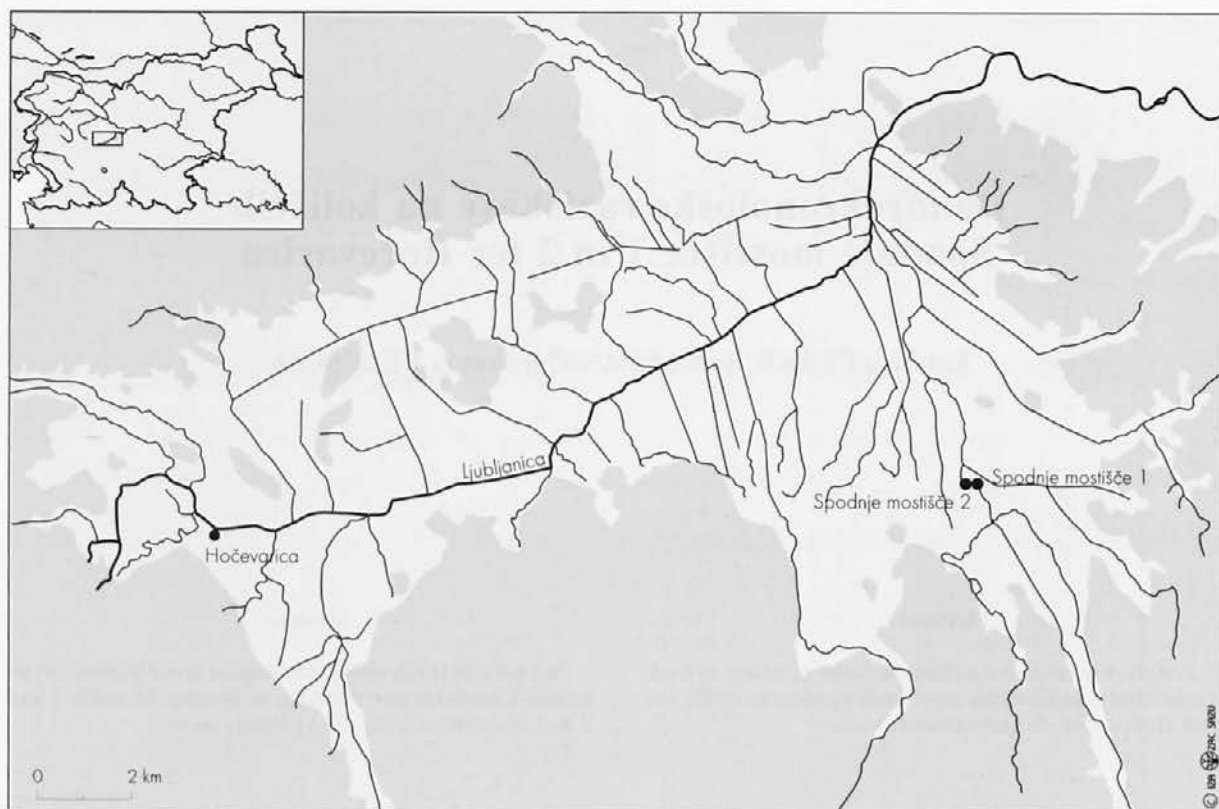 Ljubljanica
Spodnje mostišče 1
Spodnje mostišče 2
Hočevarica
0 2 km